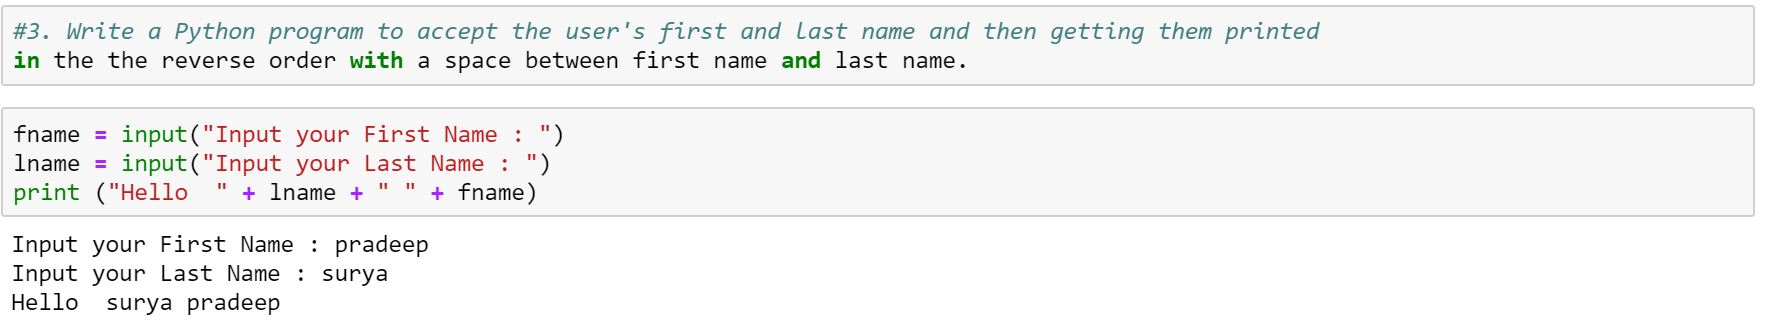 #3. Write a Python program to accept the user's first and last name and then getting them printed
in the the reverse order with a space between first name and last name.
fname = input("Input your First Name : ")
lname = input("Input your Last Name : ")
print ("Hello  " + lname + " " + fname)
Input your First Name : pradeep
Input your Last Name : surya
Hello  surya pradeep